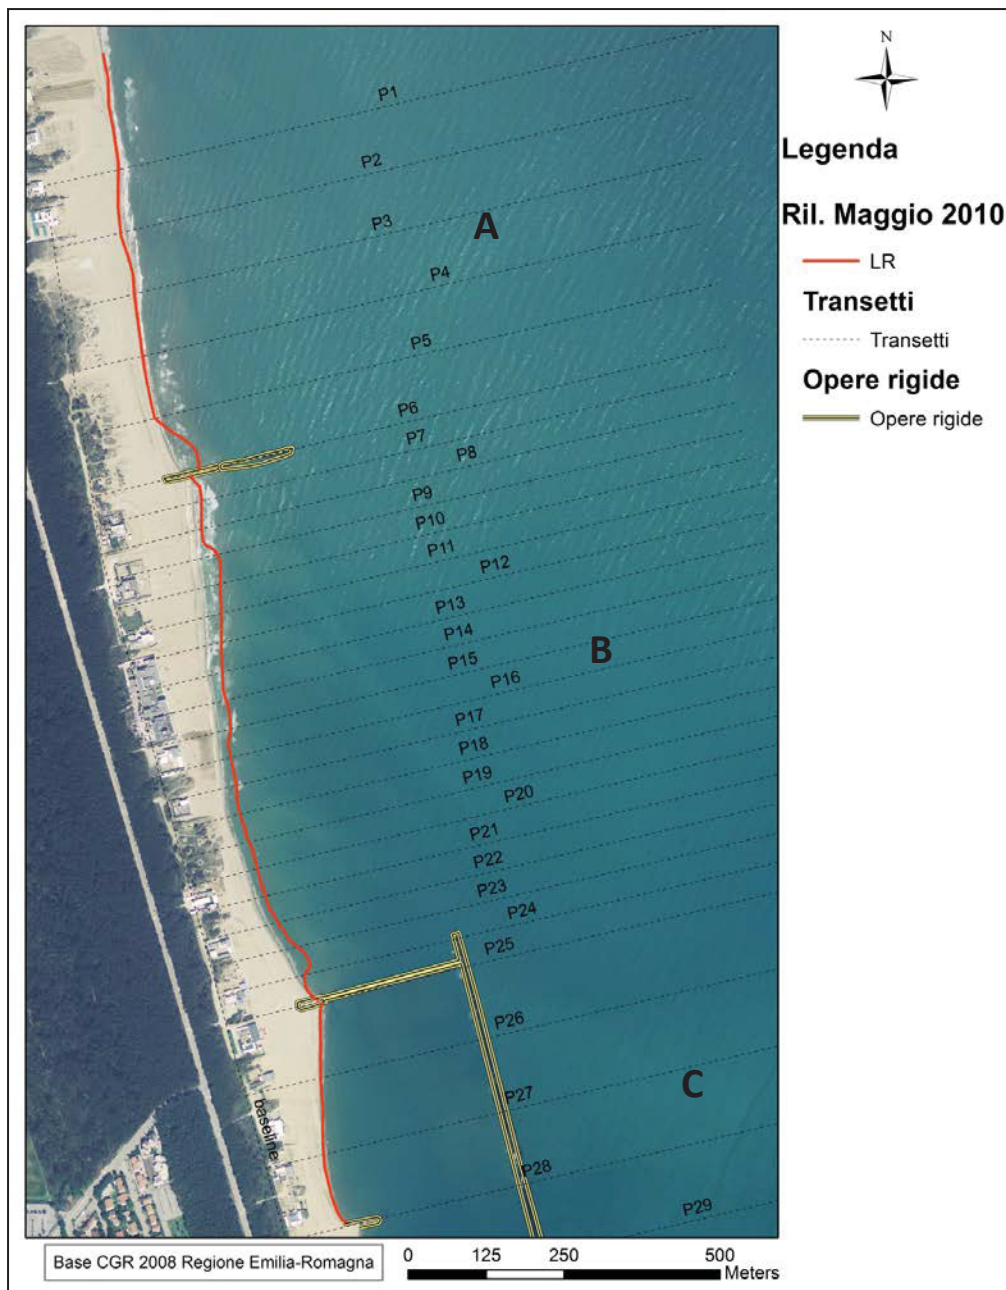 N
Legenda
Ril. Maggio 2010
LR
Transetti
Transetti
Opere rigide
Opere rigide
P1
P2
P3
A
P4
P5
P6
P7
P8
P9
P10
P11
P12
P13
P14
P15
B
P16
P17
P18
P19
P20
P21
P22
P23
P24
P25
P26
C
P27
baseline
P28
P29
Base CGR 2008 Regione Emilia-Romagna
0 125 250 500
Meters